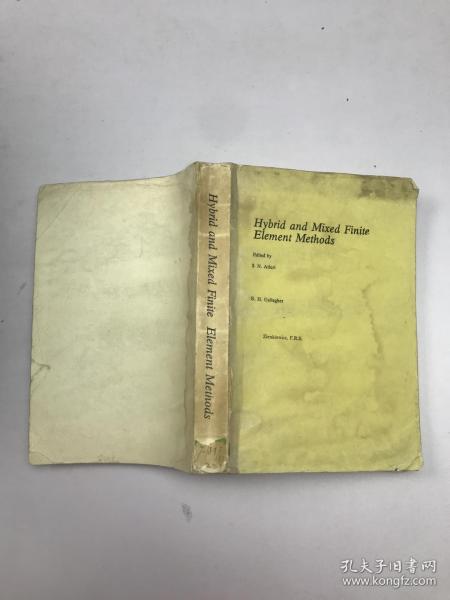 Hybrid and Mixed Finite
Element Methods
Edited by
S. N. Atluri
R. H. Gallagher
Zienkiewicz, F.R.S.
Hybrid and Mixed Finite Element Methods
孔夫子旧书网
www.kongfz.com